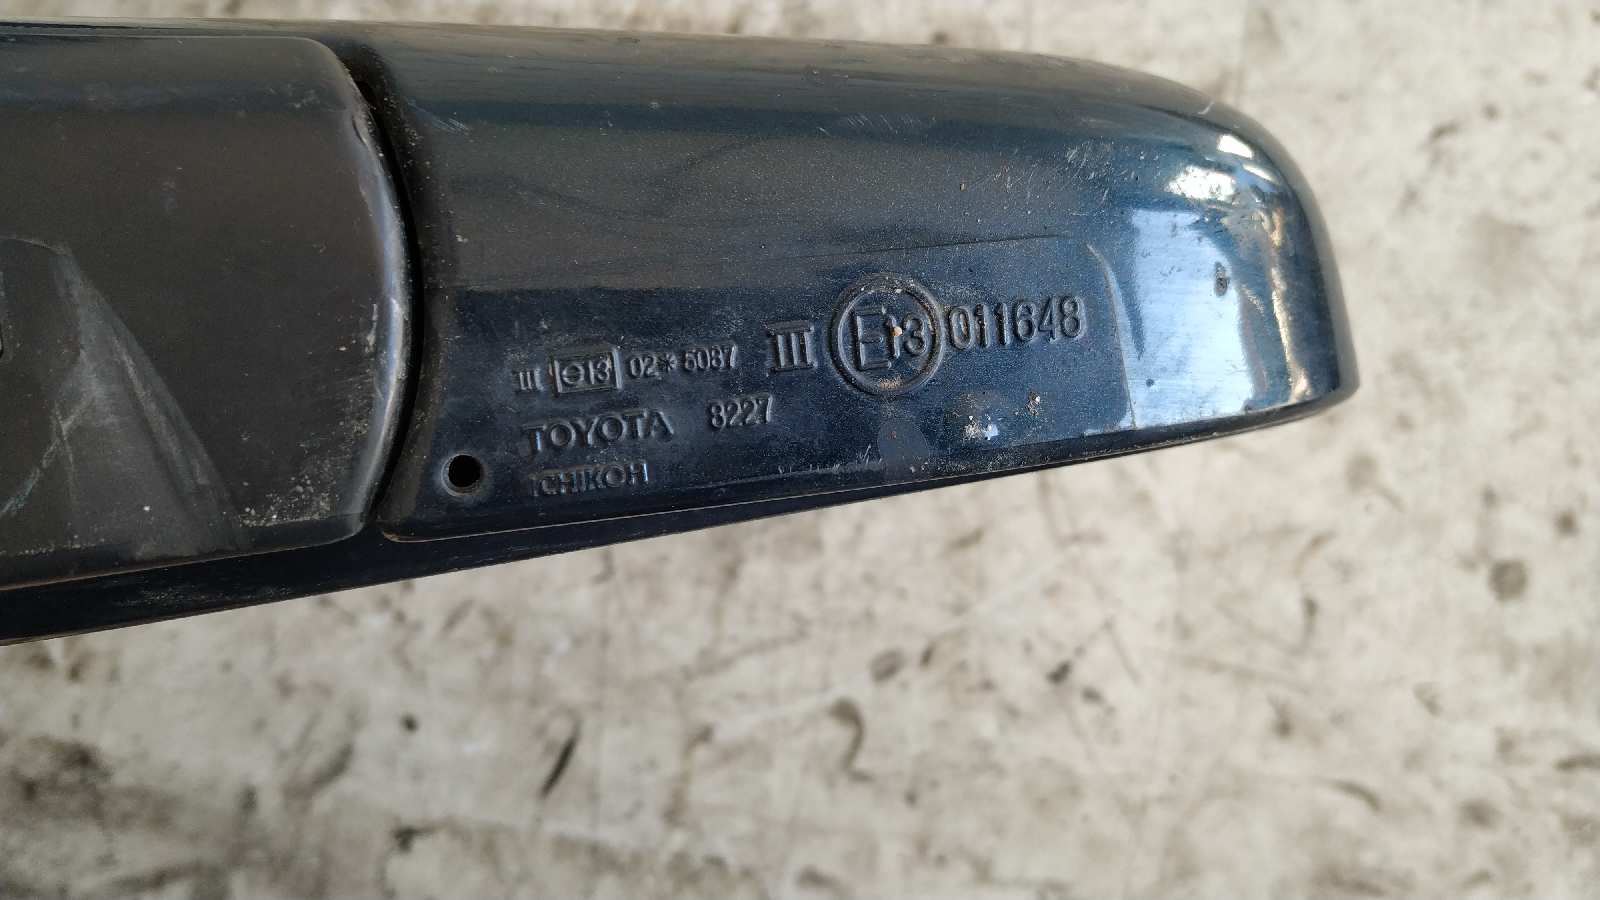 III e13 02*5087 III E13 011648
TOYOTA 8227
ICHIKOH